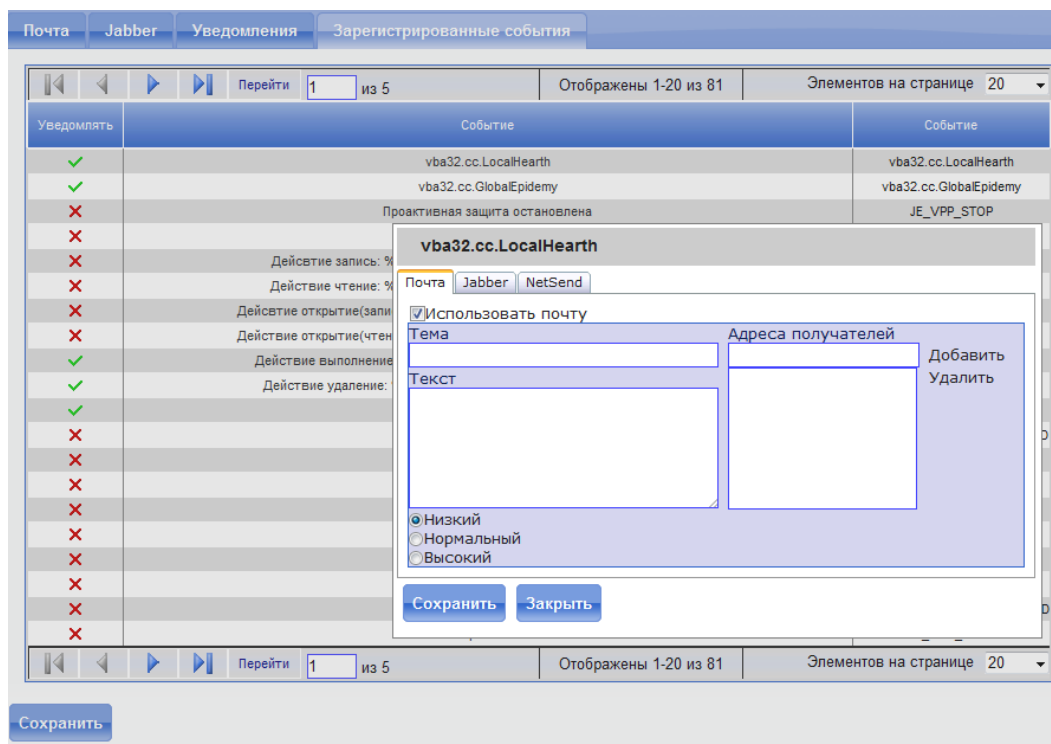 Почта Jabber Уведомления Зарегистрированные события
Перейти 1 из 5 Отображены 1-20 из 81 Элементов на странице 20
Уведомлять Событие Событие
vba32.cc.LocalHearth vba32.cc.LocalHearth
vba32.cc.GlobalEpidemy vba32.cc.GlobalEpidemy
Проактивная защита остановлена JE_VPP_STOP
vba32.cc.LocalHearth
Дейсвтие запись: %
Почта Jabber NetSend
Действие чтение: %
Использовать почту
Дейсвтие открытие(запи
Тема Адреса получателей
Действие открытие(чтен
Добавить
Действие выполнение
Текст Удалить
Действие удаление:
Низкий
Нормальный
Высокий
Сохранить Закрыть
Перейти 1 из 5 Отображены 1-20 из 81 Элементов на странице 20
Сохранить